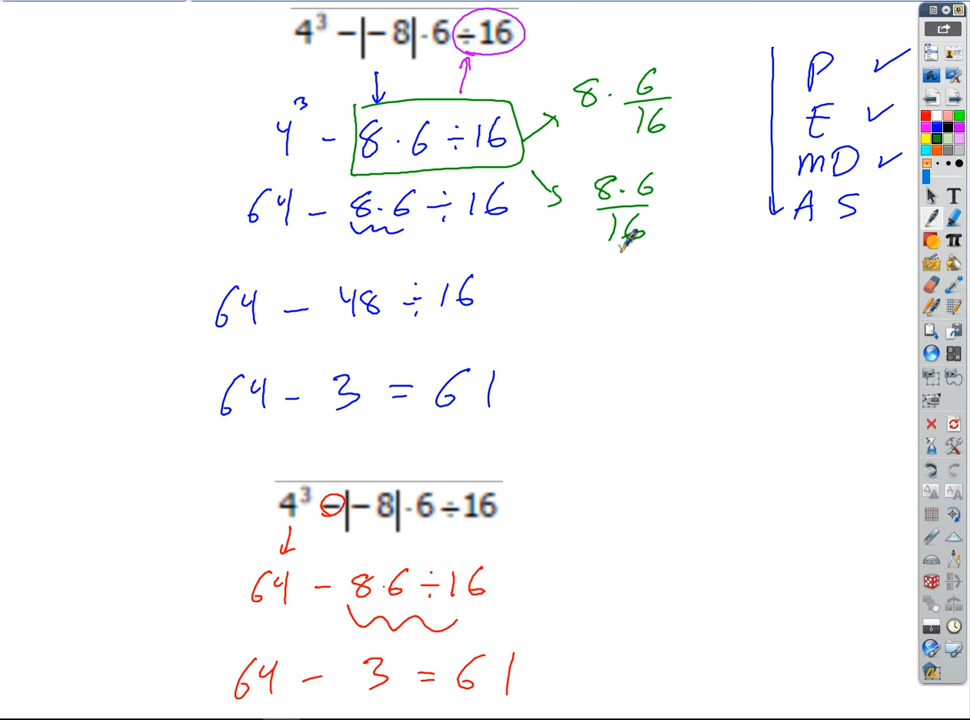 4³ −|− 8| · 6 ÷ 16
4³ − 8 · 6 ÷ 16
64 − 8 · 6 ÷ 16
64 − 48 ÷ 16
64 − 3 = 61
8 · 6/16
8 · 6/16
P ✓
E ✓
MD ✓
A S
4³ −|− 8| · 6 ÷ 16
64 − 8 · 6 ÷ 16
64 − 3 = 61
T
π